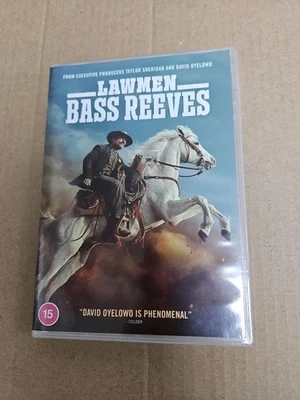 FROM EXECUTIVE PRODUCERS TAYLOR SHERIDAN AND DAVID OYELOWO
LAWMEN
BASS REEVES
"DAVID OYELOWO IS PHENOMENAL"
COLLIDER
15